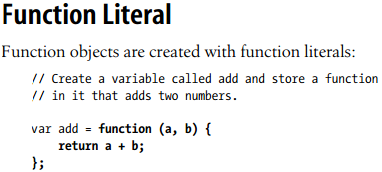 Function Literal
Function objects are created with function literals:
// Create a variable called add and store a function
// in it that adds two numbers.
var add = function (a, b) {
    return a + b;
};